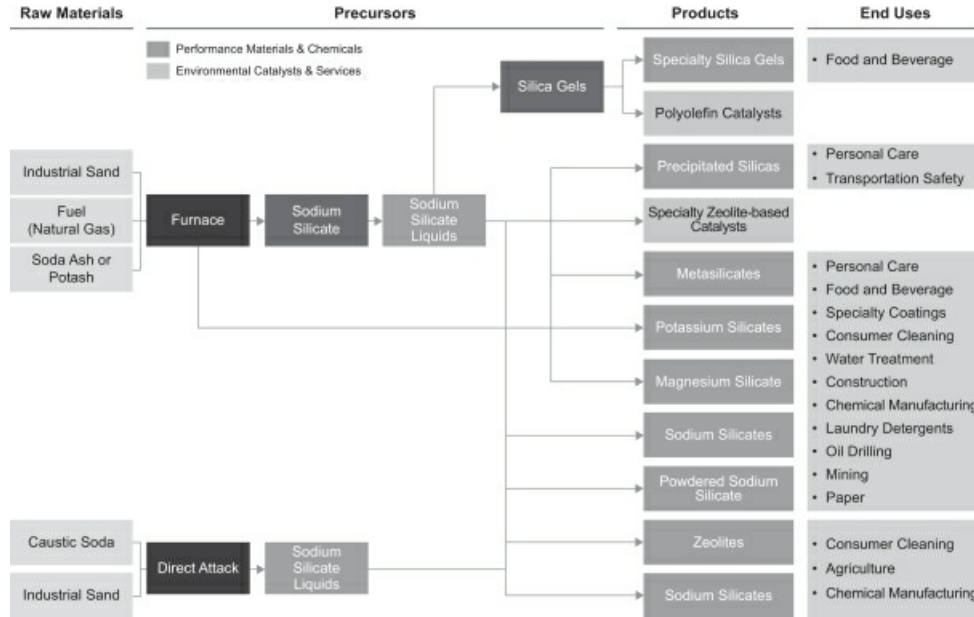 Raw Materials
Precursors
Products
End Uses
Performance Materials & Chemicals
Environmental Catalysts & Services
Industrial Sand
Fuel
(Natural Gas)
Soda Ash or
Potash
Caustic Soda
Industrial Sand
Furnace
Sodium
Silicate
Sodium
Silicate
Liquids
Silica Gels
Direct Attack
Sodium
Silicate
Liquids
Specialty Silica Gels
Polyolefin Catalysts
Precipitated Silicas
Specialty Zeolite-based
Catalysts
Metasilicates
Potassium Silicates
Magnesium Silicate
Sodium Silicates
Powdered Sodium
Silicate
Zeolites
Sodium Silicates
• Food and Beverage
• Personal Care
• Transportation Safety
• Personal Care
• Food and Beverage
• Specialty Coatings
• Consumer Cleaning
• Water Treatment
• Construction
• Chemical Manufacturing
• Laundry Detergents
• Oil Drilling
• Mining
• Paper
• Consumer Cleaning
• Agriculture
• Chemical Manufacturing